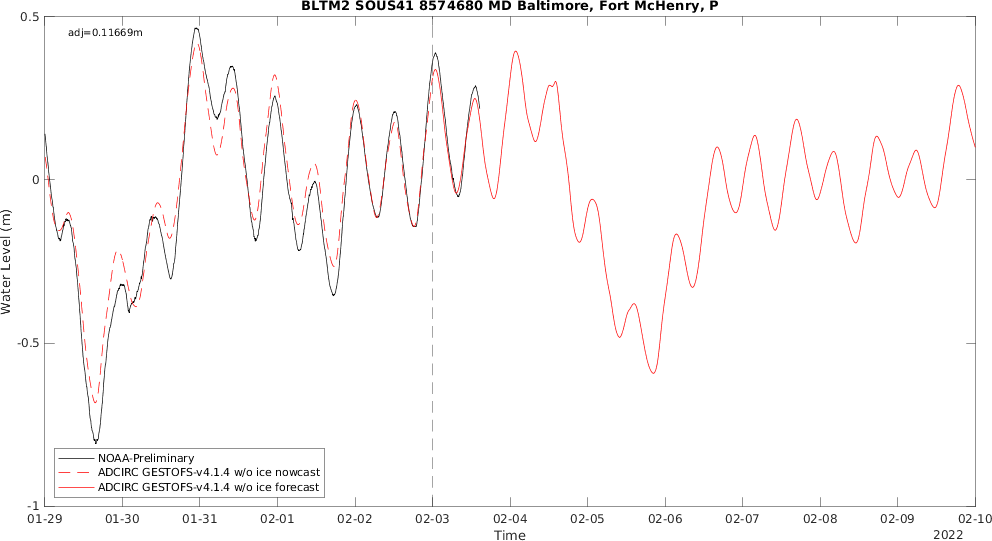 BLTM2 SOUS41 8574680 MD Baltimore, Fort McHenry, P
adj=0.11669m
0.5
0
-0.5
-1
Water Level (m)
NOAA-Preliminary
ADCIRC GESTOFS-v4.1.4 w/o ice nowcast
ADCIRC GESTOFS-v4.1.4 w/o ice forecast
01-29 01-30 01-31 02-01 02-02 02-03 02-04 02-05 02-06 02-07 02-08 02-09 02-10
Time
2022